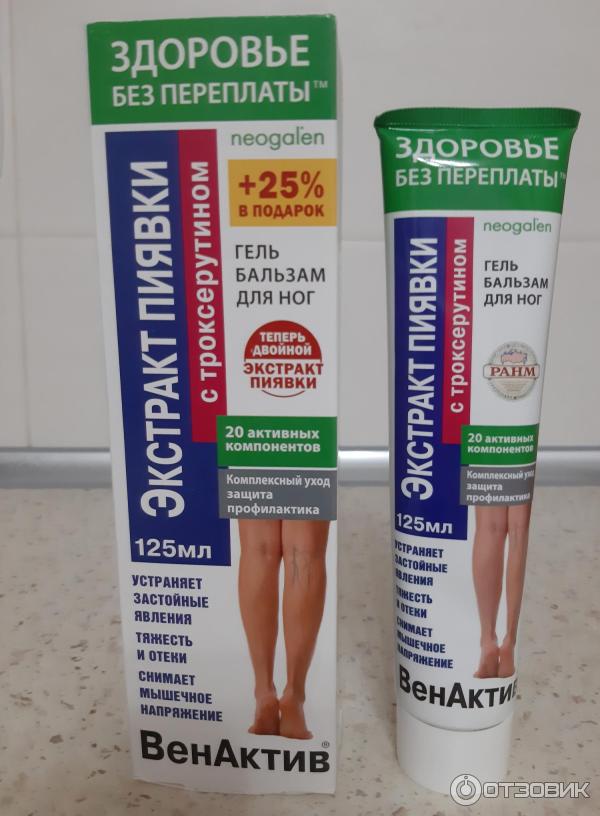 ЗДОРОВЬЕ
БЕЗ ПЕРЕПЛАТЫ™
neogalen
+25%
В ПОДАРОК
ЭКСТРАКТ ПИЯВКИ
с троксерутином
ГЕЛЬ
БАЛЬЗАМ
ДЛЯ НОГ
ТЕПЕРЬ
ДВОЙНОЙ
ЭКСТРАКТ
ПИЯВКИ
20 активных
компонентов
Комплексный уход
защита
профилактика
125мл
УСТРАНЯЕТ
ЗАСТОЙНЫЕ
ЯВЛЕНИЯ
ТЯЖЕСТЬ
И ОТЕКИ
СНИМАЕТ
МЫШЕЧНОЕ
НАПРЯЖЕНИЕ
ВенАктив®
ЗДОРОВЬЕ
БЕЗ ПЕРЕПЛАТЫ™
neogalen
ЭКСТРАКТ ПИЯВКИ
с троксерутином
ГЕЛЬ
БАЛЬЗАМ
ДЛЯ НОГ
РАНМ
20 активных
компонентов
Комплексный уход
защита
профилактика
125мл
УСТРАНЯЕТ
ЗАСТОЙНЫЕ
ЯВЛЕНИЯ
ТЯЖЕСТЬ
И ОТЕКИ
СНИМАЕТ
МЫШЕЧНОЕ
НАПРЯЖЕНИЕ
ВенАктив
ОТЗОВИК